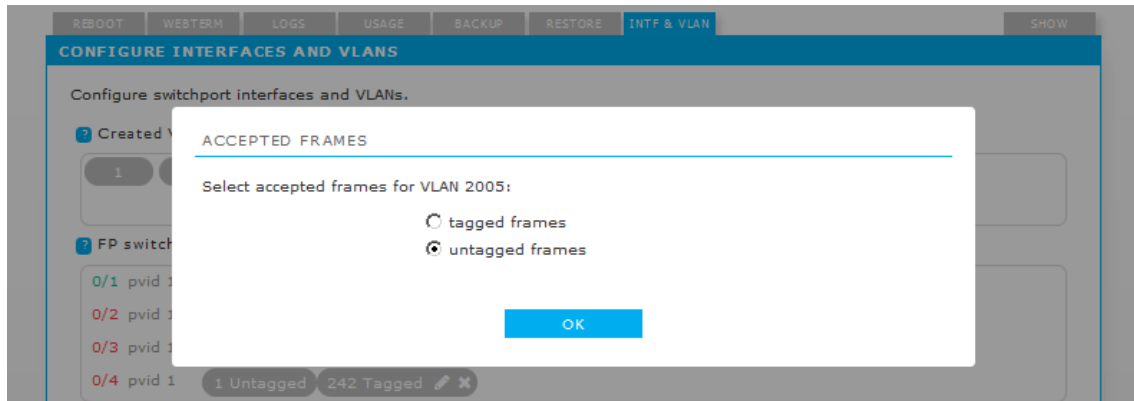 REBOOT WEBTERM LOGS USAGE BACKUP RESTORE INTF & VLAN SHOW
CONFIGURE INTERFACES AND VLANS
Configure switchport interfaces and VLANs.
? Created
ACCEPTED FRAMES
1
Select accepted frames for VLAN 2005:
tagged frames
untagged frames
? FP switch
0/1 pvid 1
0/2 pvid 1
OK
0/3 pvid 1
0/4 pvid 1 1 Untagged 242 Tagged